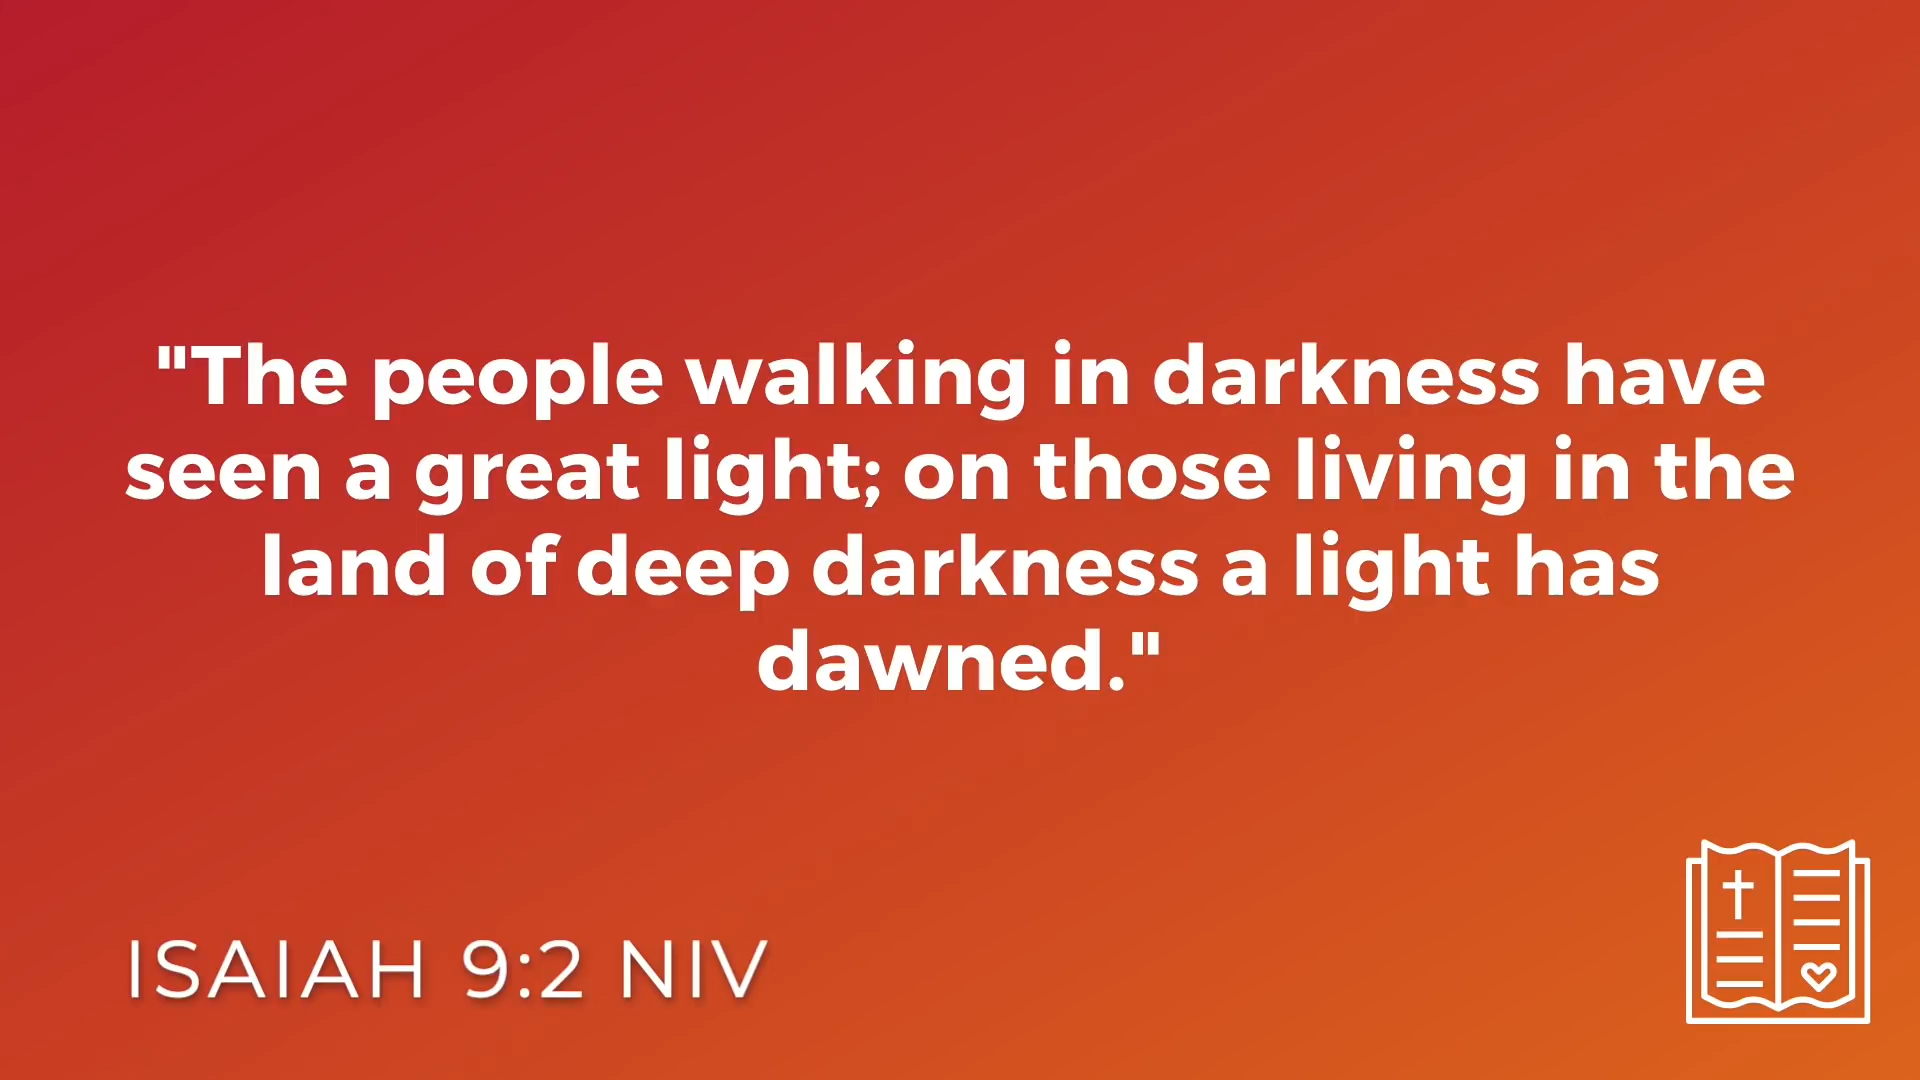 "The people walking in darkness have
seen a great light; on those living in the
land of deep darkness a light has
dawned."
ISAIAH 9:2 NIV